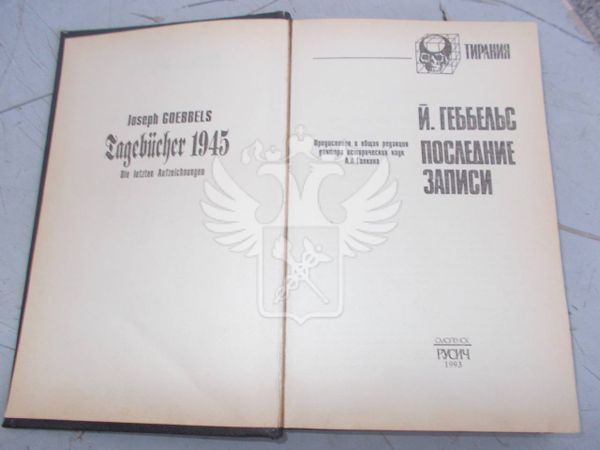 Joseph GOEBBELS
Tagebücher 1945
Die letzten Aufzeichnungen
ТИРАНИЯ
Й. ГЕББЕЛЬС
ПОСЛЕДНИЕ
ЗАПИСИ
Предисловие и общая редакция
доктора исторических наук
А.А.Галкина
СМОЛЕНСК
РУСИЧ
1993